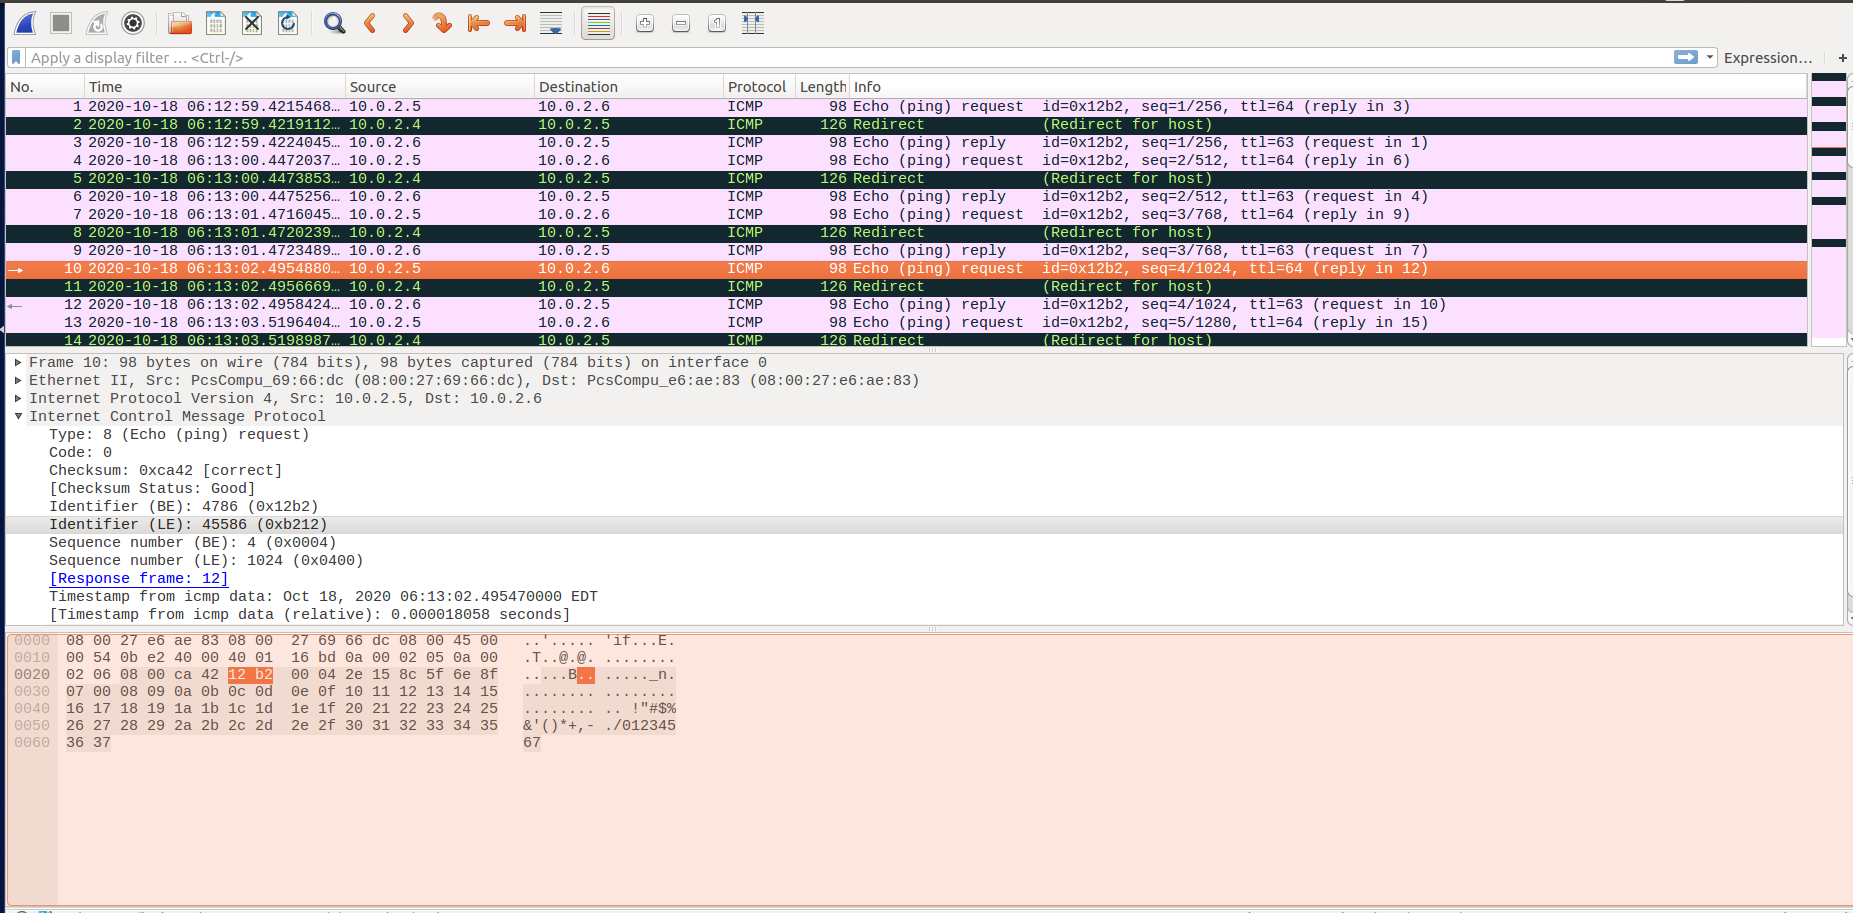 Apply a display filter … <Ctrl-/>
Expression… +
No. Time Source Destination Protocol Length Info
1 2020-10-18 06:12:59.4215468… 10.0.2.5 10.0.2.6 ICMP 98 Echo (ping) request id=0x12b2, seq=1/256, ttl=64 (reply in 3)
2 2020-10-18 06:12:59.4219112… 10.0.2.4 10.0.2.5 ICMP 126 Redirect (Redirect for host)
3 2020-10-18 06:12:59.4224045… 10.0.2.6 10.0.2.5 ICMP 98 Echo (ping) reply id=0x12b2, seq=1/256, ttl=63 (request in 1)
4 2020-10-18 06:13:00.4472037… 10.0.2.5 10.0.2.6 ICMP 98 Echo (ping) request id=0x12b2, seq=2/512, ttl=64 (reply in 6)
5 2020-10-18 06:13:00.4473853… 10.0.2.4 10.0.2.5 ICMP 126 Redirect (Redirect for host)
6 2020-10-18 06:13:00.4475256… 10.0.2.6 10.0.2.5 ICMP 98 Echo (ping) reply id=0x12b2, seq=2/512, ttl=63 (request in 4)
7 2020-10-18 06:13:01.4716045… 10.0.2.5 10.0.2.6 ICMP 98 Echo (ping) request id=0x12b2, seq=3/768, ttl=64 (reply in 9)
8 2020-10-18 06:13:01.4720239… 10.0.2.4 10.0.2.5 ICMP 126 Redirect (Redirect for host)
9 2020-10-18 06:13:01.4723489… 10.0.2.6 10.0.2.5 ICMP 98 Echo (ping) reply id=0x12b2, seq=3/768, ttl=63 (request in 7)
10 2020-10-18 06:13:02.4954880… 10.0.2.5 10.0.2.6 ICMP 98 Echo (ping) request id=0x12b2, seq=4/1024, ttl=64 (reply in 12)
11 2020-10-18 06:13:02.4956669… 10.0.2.4 10.0.2.5 ICMP 126 Redirect (Redirect for host)
12 2020-10-18 06:13:02.4958424… 10.0.2.6 10.0.2.5 ICMP 98 Echo (ping) reply id=0x12b2, seq=4/1024, ttl=63 (request in 10)
13 2020-10-18 06:13:03.5196404… 10.0.2.5 10.0.2.6 ICMP 98 Echo (ping) request id=0x12b2, seq=5/1280, ttl=64 (reply in 15)
14 2020-10-18 06:13:03.5198987… 10.0.2.4 10.0.2.5 ICMP 126 Redirect (Redirect for host)
Frame 10: 98 bytes on wire (784 bits), 98 bytes captured (784 bits) on interface 0
Ethernet II, Src: PcsCompu_69:66:dc (08:00:27:69:66:dc), Dst: PcsCompu_e6:ae:83 (08:00:27:e6:ae:83)
Internet Protocol Version 4, Src: 10.0.2.5, Dst: 10.0.2.6
Internet Control Message Protocol
Type: 8 (Echo (ping) request)
Code: 0
Checksum: 0xca42 [correct]
[Checksum Status: Good]
Identifier (BE): 4786 (0x12b2)
Identifier (LE): 45586 (0xb212)
Sequence number (BE): 4 (0x0004)
Sequence number (LE): 1024 (0x0400)
[Response frame: 12]
Timestamp from icmp data: Oct 18, 2020 06:13:02.495470000 EDT
[Timestamp from icmp data (relative): 0.000018058 seconds]
0000 08 00 27 e6 ae 83 08 00 27 69 66 dc 08 00 45 00 ..'..... 'if...E.
0010 00 54 0b e2 40 00 40 01 16 bd 0a 00 02 05 0a 00 .T..@.@. ........
0020 02 06 08 00 ca 42 12 b2 00 04 2e 15 8c 5f 6e 8f .....B.. ....._n.
0030 07 00 08 09 0a 0b 0c 0d 0e 0f 10 11 12 13 14 15 ........ ........
0040 16 17 18 19 1a 1b 1c 1d 1e 1f 20 21 22 23 24 25 ........ .. !"#$%
0050 26 27 28 29 2a 2b 2c 2d 2e 2f 30 31 32 33 34 35 &'()*+,- ./012345
0060 36 37 67